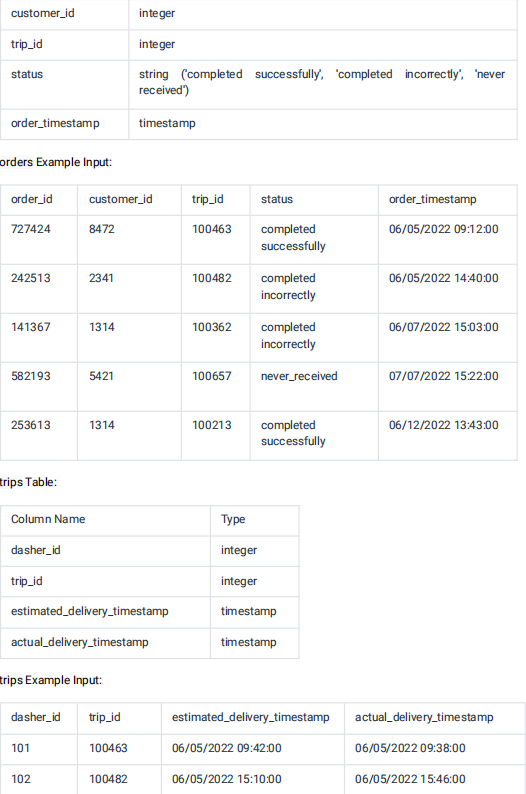 customer_id integer
trip_id integer
status string ('completed successfully', 'completed incorrectly', 'never
received')
order_timestamp timestamp
orders Example Input:
order_id customer_id trip_id status order_timestamp
727424 8472 100463 completed 06/05/2022 09:12:00
successfully
242513 2341 100482 completed 06/05/2022 14:40:00
incorrectly
141367 1314 100362 completed 06/07/2022 15:03:00
incorrectly
582193 5421 100657 never_received 07/07/2022 15:22:00
253613 1314 100213 completed 06/12/2022 13:43:00
successfully
trips Table:
Column Name Type
dasher_id integer
trip_id integer
estimated_delivery_timestamp timestamp
actual_delivery_timestamp timestamp
trips Example Input:
dasher_id trip_id estimated_delivery_timestamp actual_delivery_timestamp
101 100463 06/05/2022 09:42:00 06/05/2022 09:38:00
102 100482 06/05/2022 15:10:00 06/05/2022 15:46:00